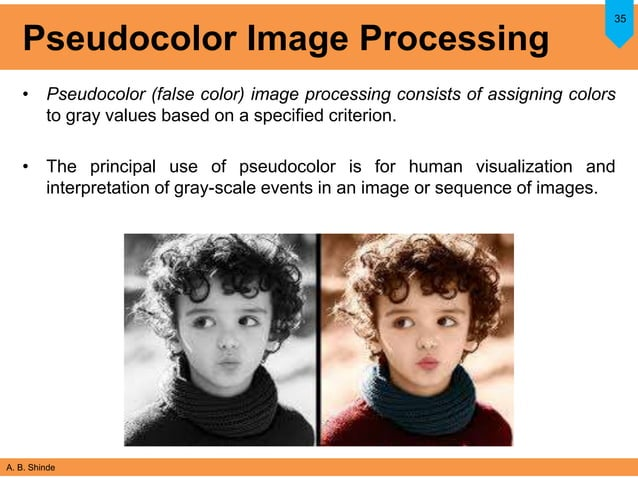 35
Pseudocolor Image Processing
• Pseudocolor (false color) image processing consists of assigning colors
to gray values based on a specified criterion.
• The principal use of pseudocolor is for human visualization and
interpretation of gray-scale events in an image or sequence of images.
A. B. Shinde